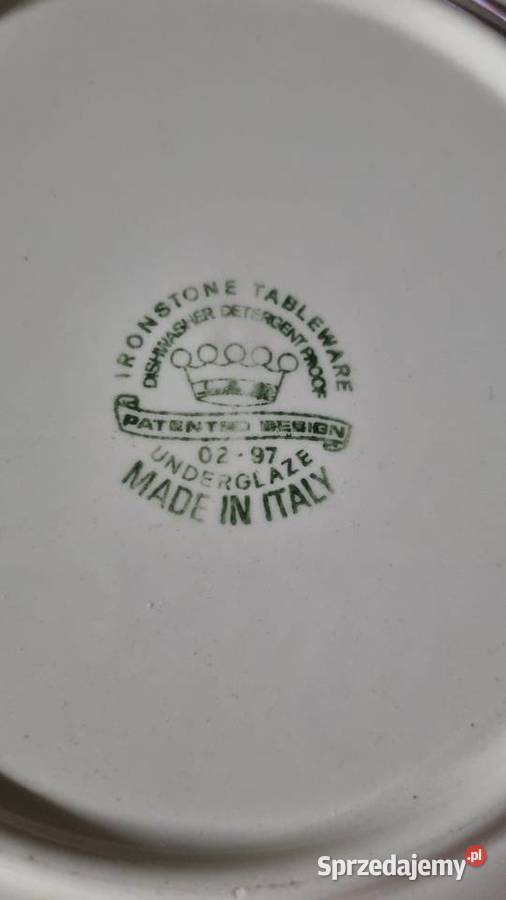 IRONSTONE TABLEWARE
DISHWASHER DETERGENT PROOF
PATENTED DESIGN
02-97
UNDERGLAZE
MADE IN ITALY
Sprzedajemy.pl